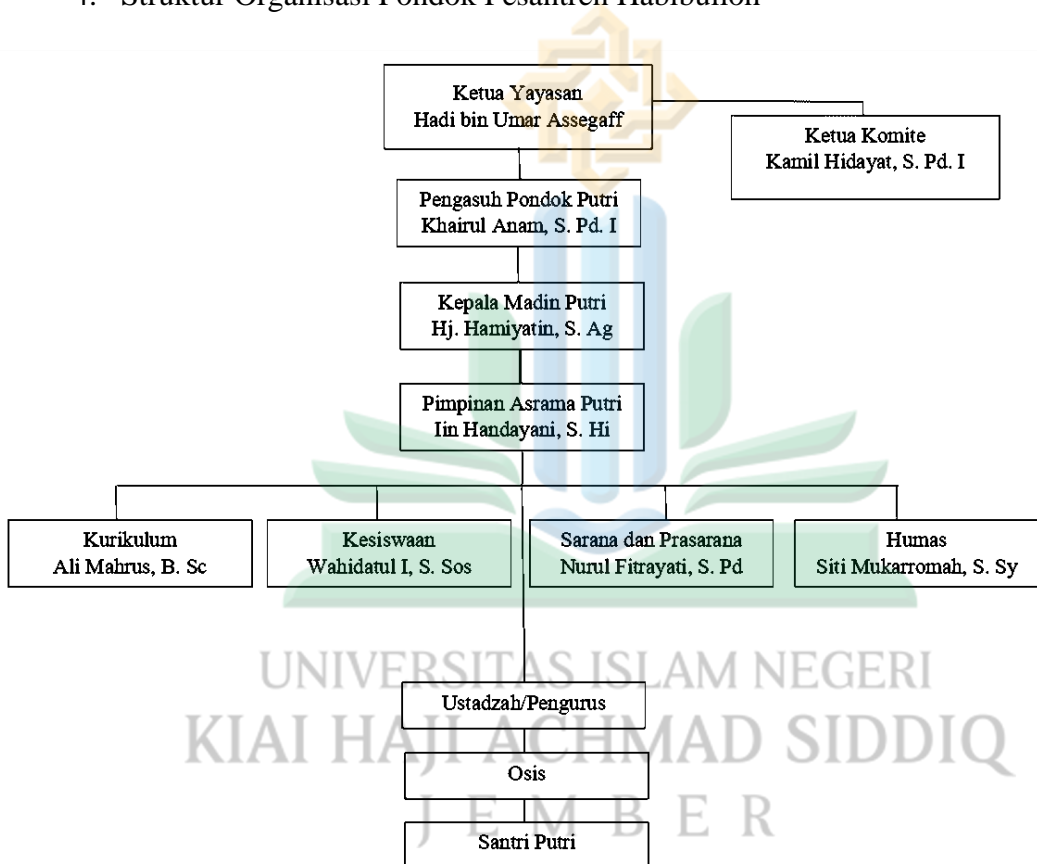 4. Struktur Organisasi Pondok Pesantren Habibulloh
Ketua Yayasan
Hadi bin Umar Assegaff
Ketua Komite
Kamil Hidayat, S. Pd. I
Pengasuh Pondok Putri
Khairul Anam, S. Pd. I
Kepala Madin Putri
Hj. Hamiyatin, S. Ag
Pimpinan Asrama Putri
Iin Handayani, S. Hi
Kurikulum
Ali Mahrus, B. Sc
Kesiswaan
Wahidatul I, S. Sos
Sarana dan Prasarana
Nurul Fitrayati, S. Pd
Humas
Siti Mukarromah, S. Sy
UNIVERSITAS ISLAM NEGERI
Ustadzah/Pengurus
KIAI HAJI ACHMAD SIDDIQ
Osis
JEMBER
Santri Putri